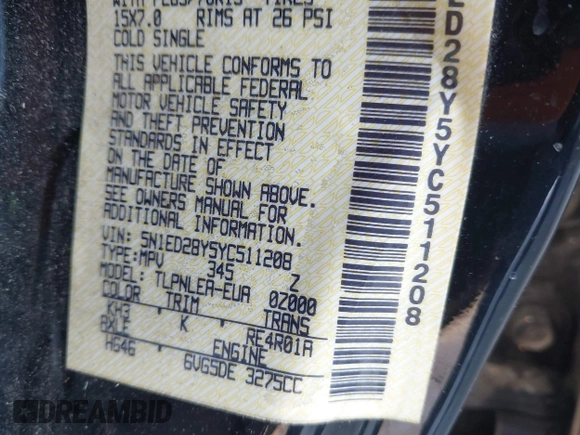 15X7.0 RIMS AT 26 PSI
COLD SINGLE
THIS VEHICLE CONFORMS TO
ALL APPLICABLE FEDERAL
MOTOR VEHICLE SAFETY
AND THEFT PREVENTION
STANDARDS IN EFFECT
ON THE DATE OF
MANUFACTURE SHOWN ABOVE.
SEE OWNERS MANUAL FOR
ADDITIONAL INFORMATION.
VIN: 5N1ED28Y5YC511208
TYPE:MPV 345 Z
MODEL: TLPNLEA-EUA 0Z000
COLOR TRIM TRANS
KH3 K RE4R01A
AXLE ENGINE
HG46 6VG5DE 3275CC
ED28Y5YC511208
DREAMBID